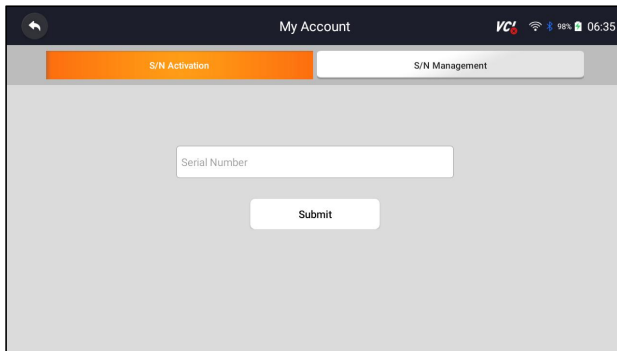 My Account VCI 98% 06:35
S/N Activation S/N Management
Serial Number
Submit